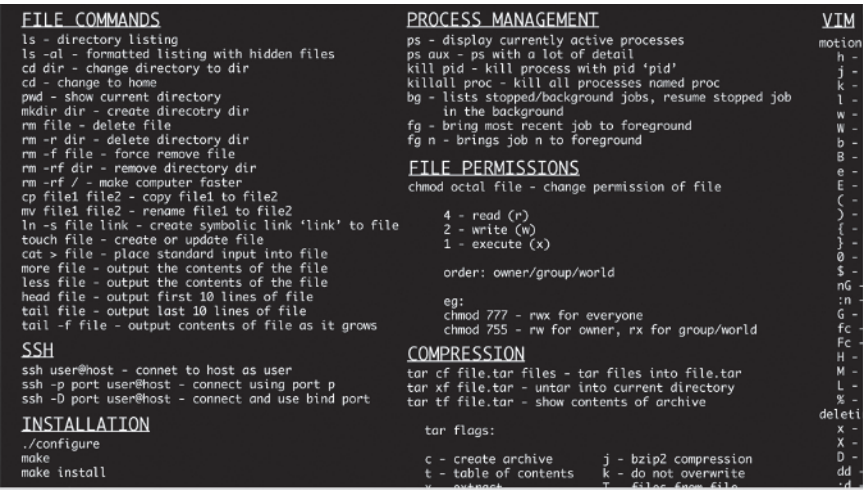 FILE COMMANDS
ls - directory listing
ls -al - formatted listing with hidden files
cd dir - change directory to dir
cd - change to home
pwd - show current directory
mkdir dir - create direcotry dir
rm file - delete file
rm -r dir - delete directory dir
rm -f file - force remove file
rm -rf dir - remove directory dir
rm -rf / - make computer faster
cp file1 file2 - copy file1 to file2
mv file1 file2 - rename file1 to file2
ln -s file link - create symbolic link ‘link’ to file
touch file - create or update file
cat > file - place standard input into file
more file - output the contents of the file
less file - output the contents of the file
head file - output first 10 lines of file
tail file - output last 10 lines of file
tail -f file - output contents of file as it grows
SSH
ssh user@host - connet to host as user
ssh -p port user@host - connect using port p
ssh -D port user@host - connect and use bind port
INSTALLATION
./configure
make
make install
PROCESS MANAGEMENT
ps - display currently active processes
ps aux - ps with a lot of detail
kill pid - kill process with pid ‘pid’
killall proc - kill all processes named proc
bg - lists stopped/background jobs, resume stopped job
in the background
fg - bring most recent job to foreground
fg n - brings job n to foreground
FILE PERMISSIONS
chmod octal file - change permission of file
4 - read (r)
2 - write (w)
1 - execute (x)
order: owner/group/world
eg:
chmod 777 - rwx for everyone
chmod 755 - rw for owner, rx for group/world
COMPRESSION
tar cf file.tar files - tar files into file.tar
tar xf file.tar - untar into current directory
tar tf file.tar - show contents of archive
tar flags:
c - create archive j - bzip2 compression
t - table of contents k - do not overwrite
x - extract T - files from file
VIM
motion
h -
j -
k -
l -
w -
W -
b -
B -
e -
E -
( -
) -
{ -
} -
0 -
$ -
nG -
:n -
G -
fc -
Fc -
H -
M -
L -
% -
deleti
x -
X -
D -
dd -
:d -